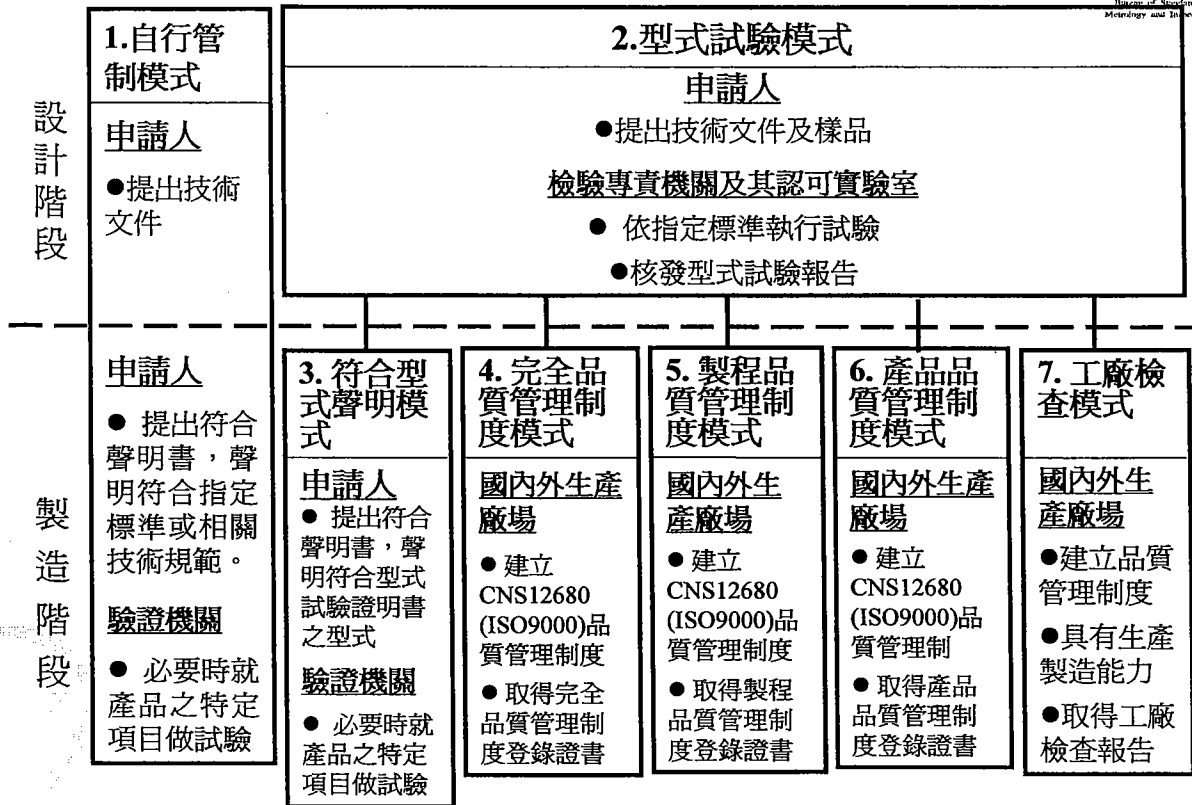 Bureau of Standar
Metrology and Inspec
設計階段
1.自行管
制模式
申請人
●提出技術
文件
2.型式試驗模式
申請人
●提出技術文件及樣品
檢驗專責機關及其認可實驗室
● 依指定標準執行試驗
●核發型式試驗報告
製造階段
申請人
● 提出符合
聲明書，聲
明符合指定
標準或相關
技術規範。
驗證機關
● 必要時就
產品之特定
項目做試驗
3. 符合型
式聲明模
式
申請人
● 提出符合
聲明書，聲
明符合型式
試驗證明書
之型式
驗證機關
● 必要時就
產品之特定
項目做試驗
4. 完全品
質管理制
度模式
國內外生產
廠場
● 建立
CNS12680
(ISO9000)品
質管理制度
● 取得完全
品質管理制
度登錄證書
5. 製程品
質管理制
度模式
國內外生
產廠場
● 建立
CNS12680
(ISO9000)品
質管理制度
● 取得製程
品質管理制
度登錄證書
6. 產品品
質管理制
度模式
國內外生產
廠場
● 建立
CNS12680
(ISO9000)品
質管理制
● 取得產品
品質管理制
度登錄證書
7. 工廠檢
查模式
國內外生
產廠場
●建立品質
管理制度
●具有生產
製造能力
●取得工廠
檢查報告